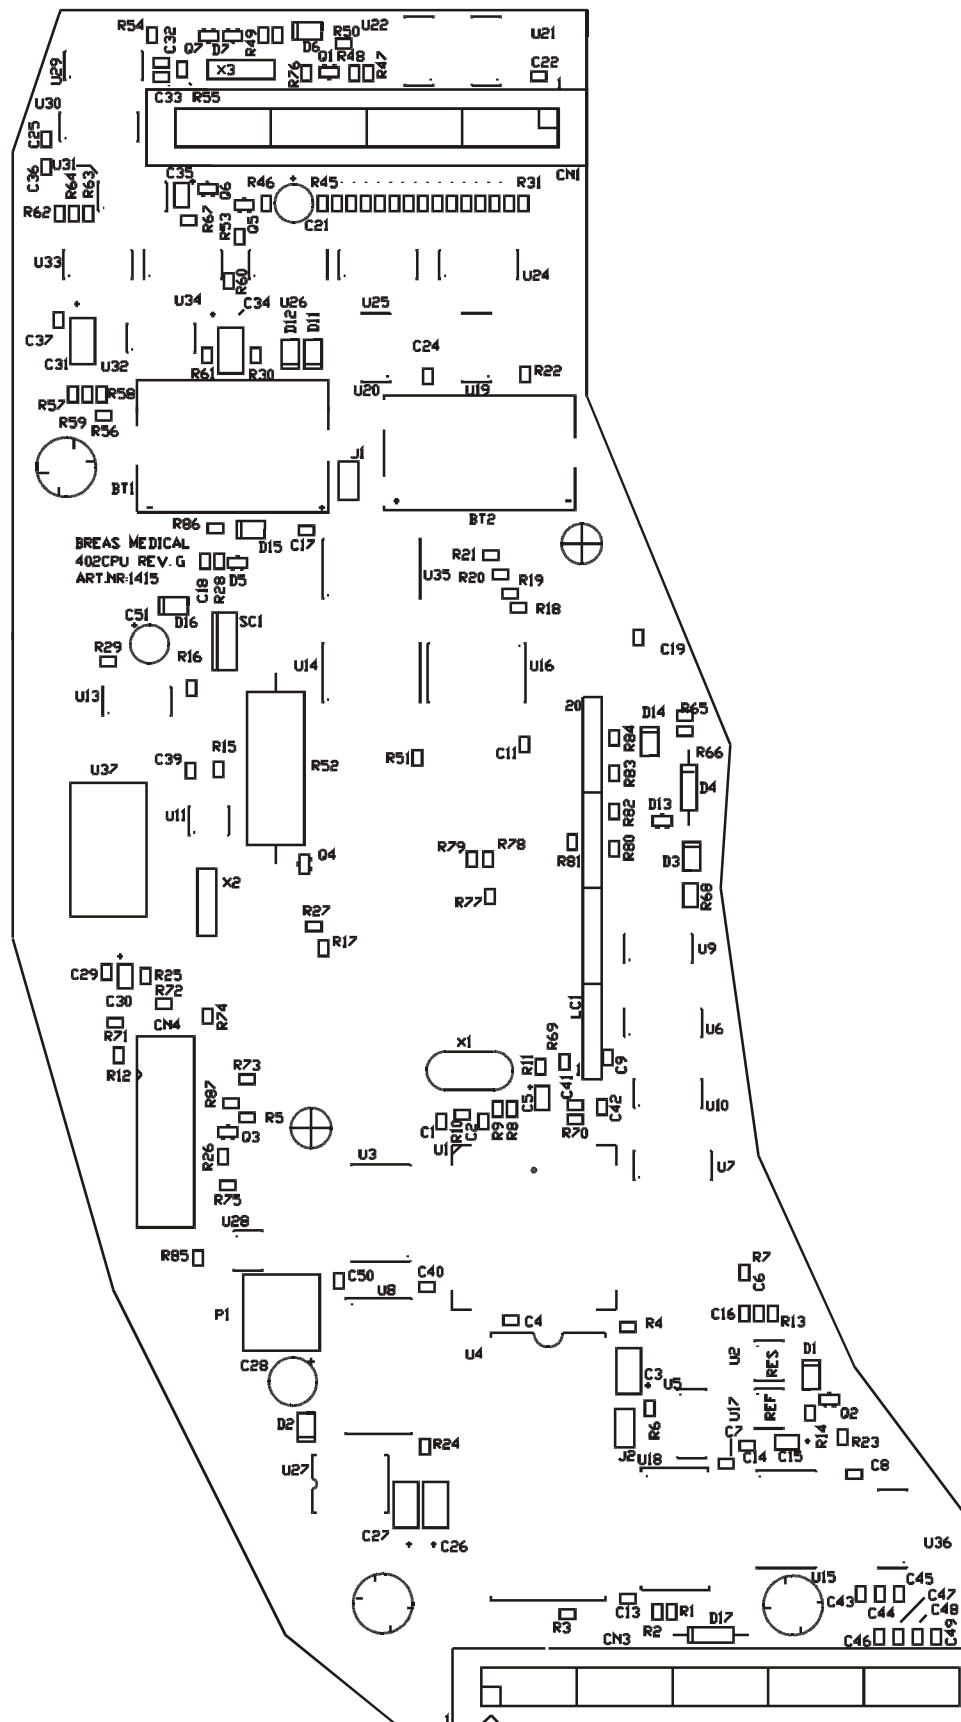 R54
C32
Q7
D7
R49
D6
R50
U22
U21
U29
X3
R76
Q1
R48
R47
C22
C33
R55
U30
C25
U31
C36
R64
R63
C35
CN1
R62
Q6
R67
R46
R45
R31
R53
Q5
C21
U33
R60
U24
U34
C34
U26
U25
D12
D11
C37
C31
U32
R61
R30
C24
U20
U19
R22
R57
R58
R59
R56
J1
BT1
BT2
R86
D15
C17
BREAS MEDICAL
402CPU REV. G
ART.NR:1415
C18
R28
D5
U35
R21
R20
R19
R18
C51
D16
SC1
R29
R16
U14
U16
C19
U13
20
D14
R65
R84
R66
R15
C39
R52
R51
C11
U37
R83
D4
U11
R82
D13
Q4
R79
R78
R81
R80
D3
X2
R77
R68
R27
R17
U9
C29
C30
R25
R72
LC1
CN4
R74
R71
U6
X1
R69
R12
R73
R11
C41
1
C9
R87
C5
U10
R5
Q3
C1
R10
C2
R9
R8
R70
C42
R26
U3
U1
U7
R75
U28
R85
C50
C40
R7
C6
P1
U8
C4
R4
C16
R13
U4
U2
RES
D1
C28
C3
U5
U17
REF
D2
R6
Q2
R24
J2
U18
C7
C14
C15
R14
R23
U27
C8
C27
C26
U36
U15
C45
C43
C44
C47
C48
C13
R1
D17
R3
R2
CN3
C46
C49
1